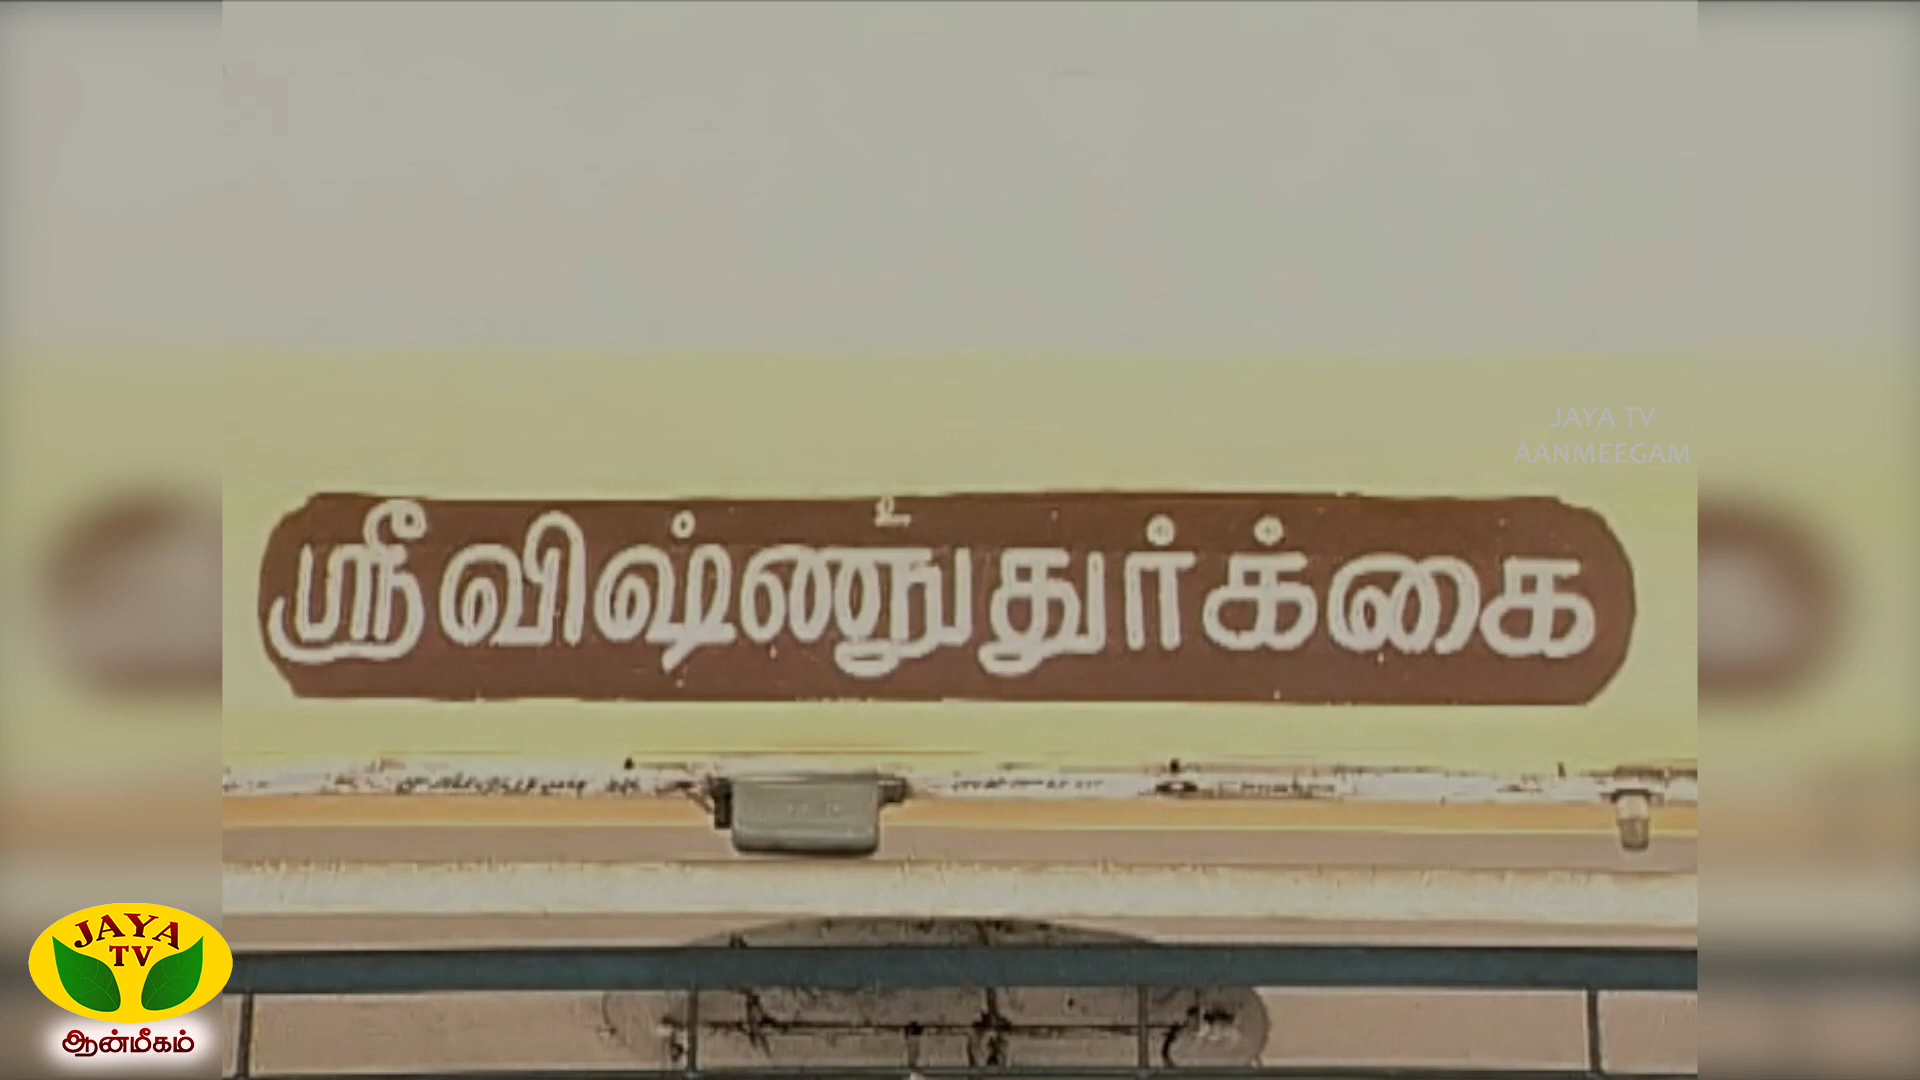 உ
ஸ்ரீ விஷ்ணு துர்க்கை
JAYA TV
AANMEEGAM
JAYA
TV
ஆன்மீகம்